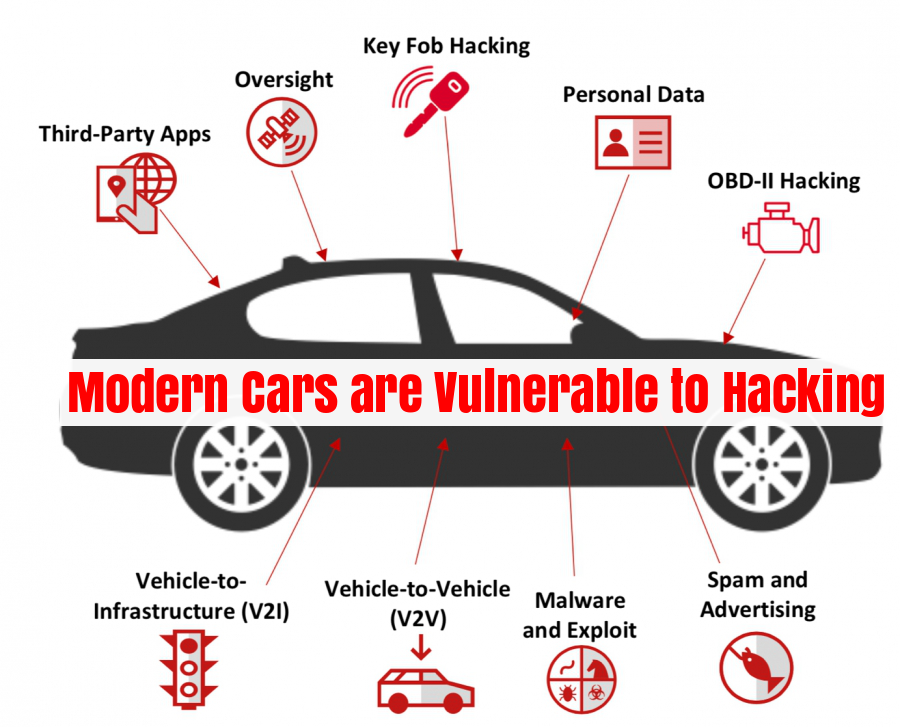 Key Fob Hacking
Oversight
Personal Data
Third-Party Apps
OBD-II Hacking
Modern Cars are Vulnerable to Hacking
Vehicle-to-
Infrastructure (V2I)
Vehicle-to-Vehicle
(V2V)
Malware
and Exploit
Spam and
Advertising